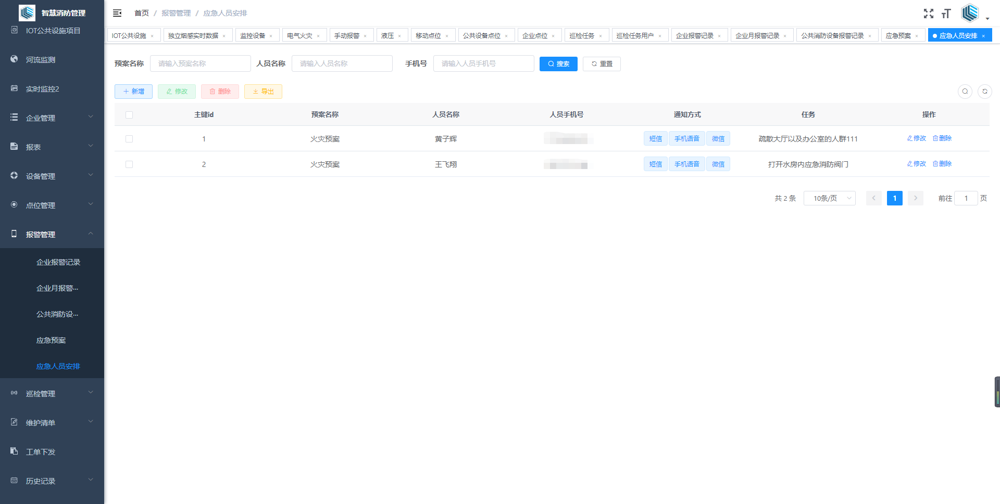 智慧消防管理
IOT公共设施项目
河流监测
实时监控2
企业管理
报表
设备管理
点位管理
报警管理
企业报警记录
企业月报警···
公共消防设···
应急预案
应急人员安排
巡检管理
维护清单
工单下发
历史记录
首页 / 报警管理 / 应急人员安排
IOT公共设施 × 独立烟感实时数据 × 监控设备 × 电气火灾 × 手动报警 × 液压 × 移动点位 × 公共设备点位 × 企业点位 × 巡检任务 × 巡检任务用户 × 企业报警记录 × 企业月报警记录 × 公共消防设备报警记录 × 应急预案 × 应急人员安排 ×
预案名称 请输入预案名称 人员名称 请输入人员名称 手机号 请输入人员手机号 搜索 重置
新增 修改 删除 导出
主键id 预案名称 人员名称 人员手机号 通知方式 任务 操作
1 火灾预案 黄子辉 短信 手机语音 微信 疏散大厅以及办公室的人群111 修改 删除
2 火灾预案 王飞翔 短信 手机语音 微信 打开水房内应急消防阀门 修改 删除
共 2 条 10条/页 1 前往 1 页